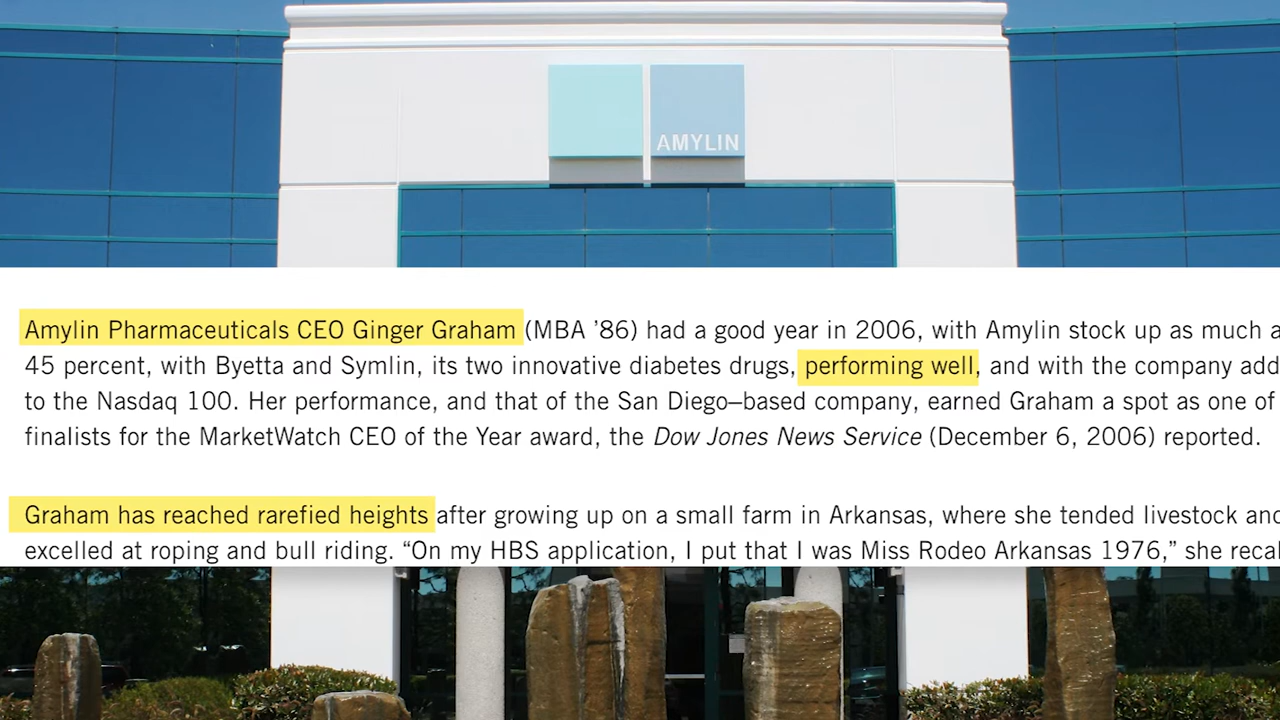 AMYLIN
Amylin Pharmaceuticals CEO Ginger Graham (MBA ’86) had a good year in 2006, with Amylin stock up as much a
45 percent, with Byetta and Symlin, its two innovative diabetes drugs, performing well, and with the company add
to the Nasdaq 100. Her performance, and that of the San Diego–based company, earned Graham a spot as one of
finalists for the MarketWatch CEO of the Year award, the Dow Jones News Service (December 6, 2006) reported.
Graham has reached rarefied heights after growing up on a small farm in Arkansas, where she tended livestock and
excelled at roping and bull riding. “On my HBS application, I put that I was Miss Rodeo Arkansas 1976,” she recal